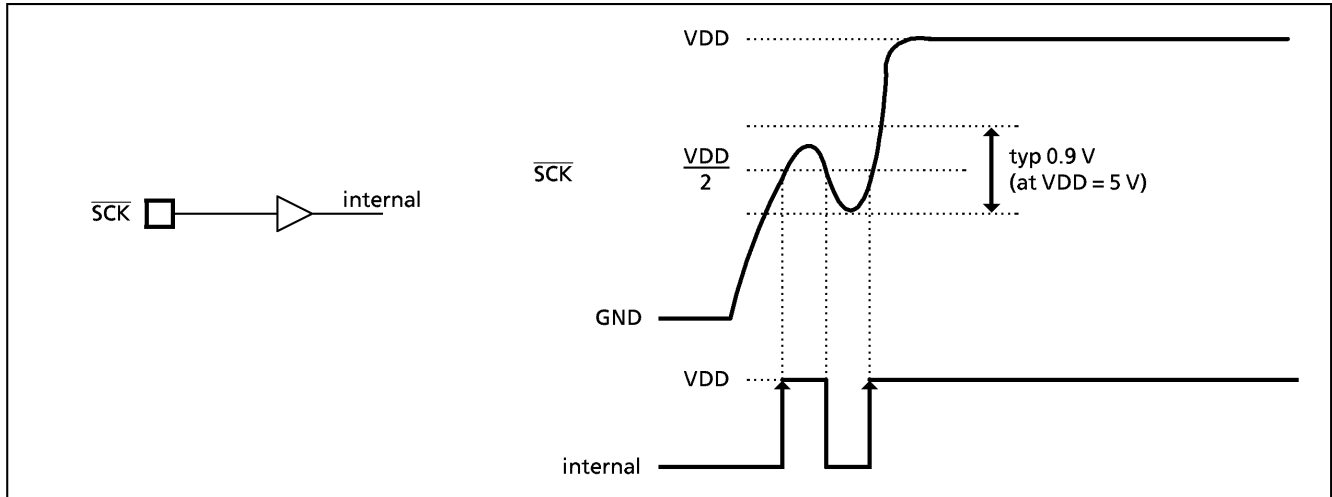 SCK
internal
SCK
VDD
VDD
2
GND
typ 0.9 V
(at VDD = 5 V)
VDD
internal